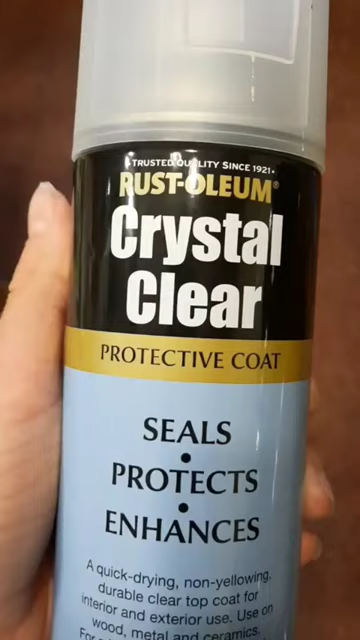 •TRUSTED QUALITY SINCE 1921•
RUST-OLEUM®
Crystal
Clear
PROTECTIVE COAT
SEALS
•
PROTECTS
•
ENHANCES
A quick-drying, non-yellowing,
durable clear top coat for
interior and exterior use. Use on
wood, metal and ceramics.
For